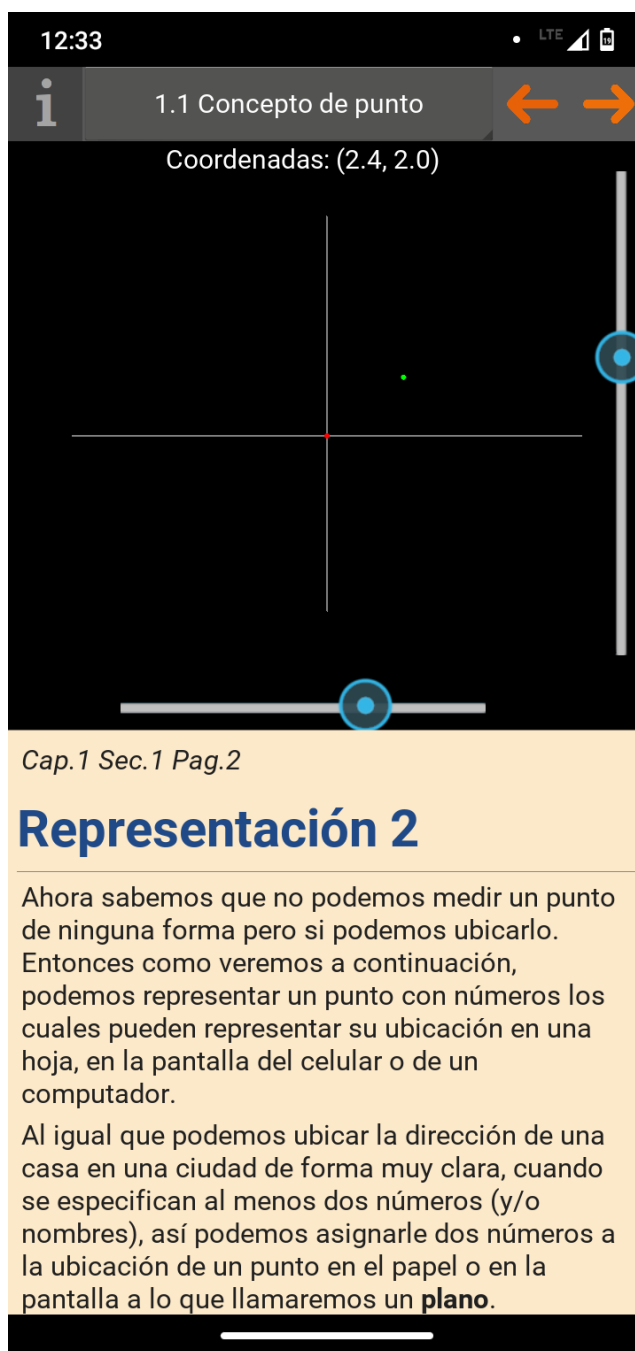 12:33
LTE
19
i
1.1 Concepto de punto
Coordenadas: (2.4, 2.0)
Cap.1 Sec.1 Pag.2
Representación 2
Ahora sabemos que no podemos medir un punto
de ninguna forma pero si podemos ubicarlo.
Entonces como veremos a continuación,
podemos representar un punto con números los
cuales pueden representar su ubicación en una
hoja, en la pantalla del celular o de un
computador.
Al igual que podemos ubicar la dirección de una
casa en una ciudad de forma muy clara, cuando
se especifican al menos dos números (y/o
nombres), así podemos asignarle dos números a
la ubicación de un punto en el papel o en la
pantalla a lo que llamaremos un plano.